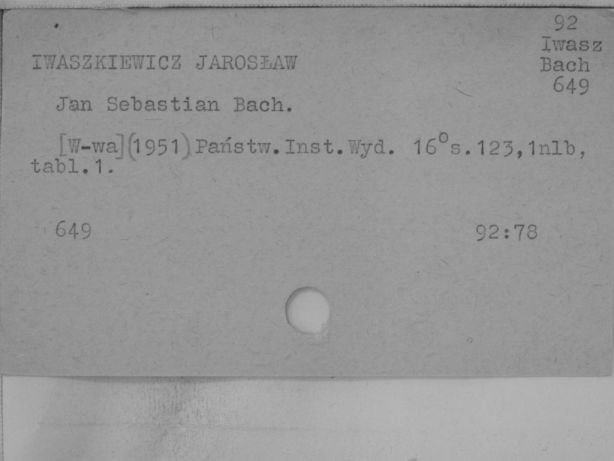 92
Iwasz
IWASZKIEWICZ JAROSŁAW
Bach
649
Jan Sebastian Bach.
[W-wa](1951)Państw.Inst.Wyd. 16⁰s.123,1nlb,
tabl.1.
649
92:78